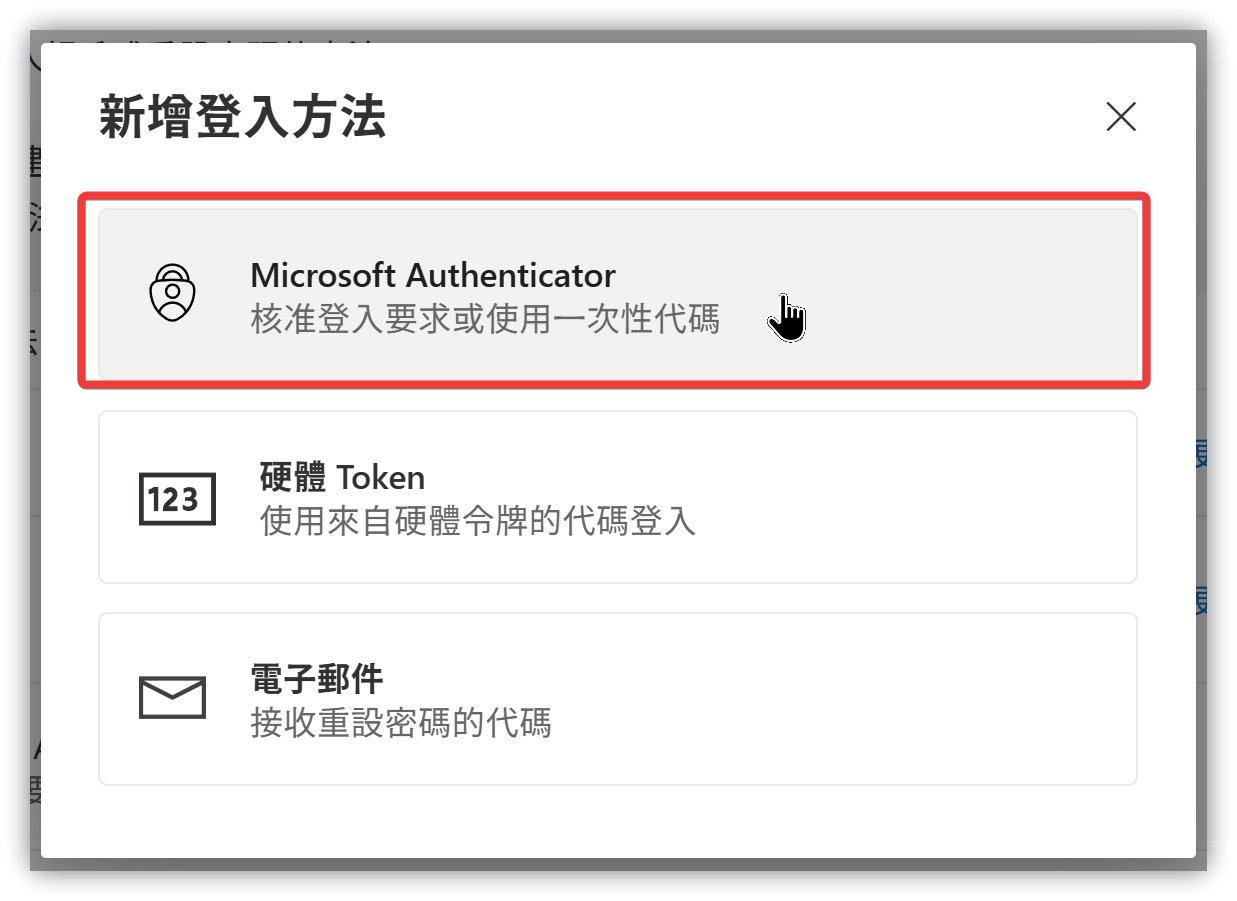 新增登入方法
Microsoft Authenticator
核准登入要求或使用一次性代碼
123
硬體 Token
使用來自硬體令牌的代碼登入
電子郵件
接收重設密碼的代碼